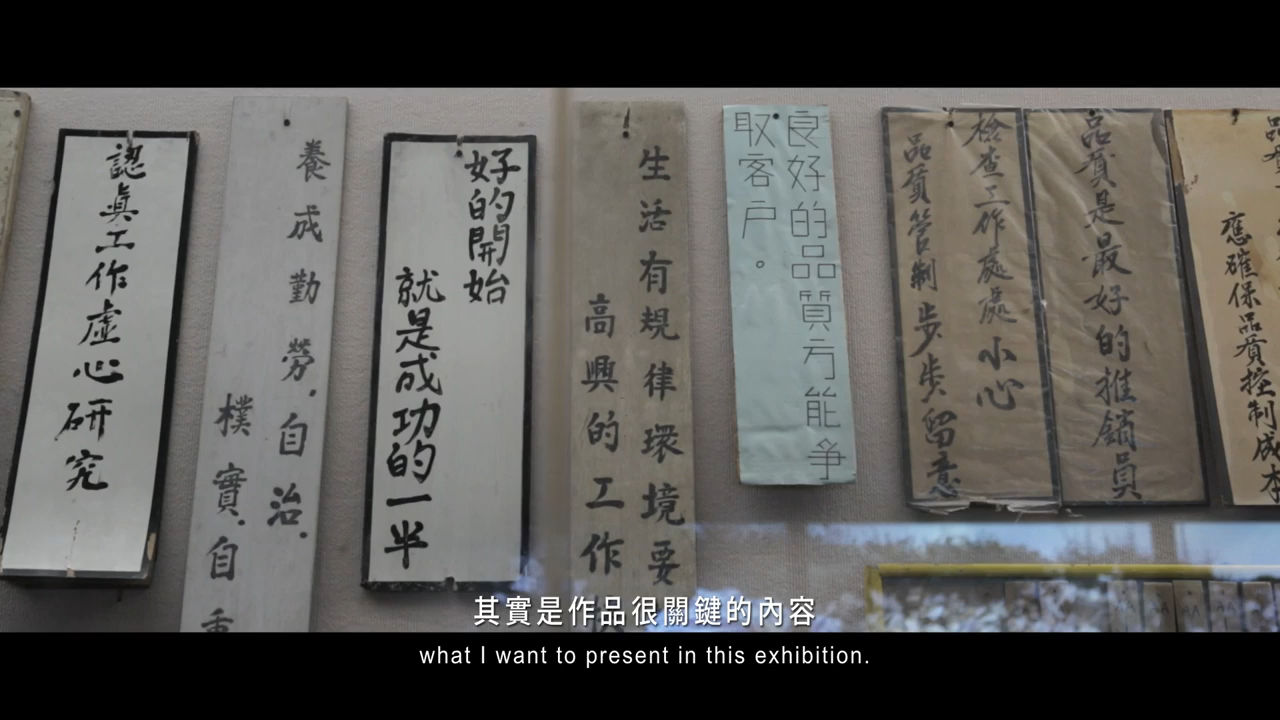 認真工作虛心研究
養成勤勞.自治.
樸實.自重
好的開始
就是成功的一半
生活有規律環境要
高興的工作
良好的品質方能爭
取客户。
檢查工作處處小心
品質管制步步留意
品質是最好的推銷員
應確保品質控制成本
其實是作品很關鍵的內容
what I want to present in this exhibition.